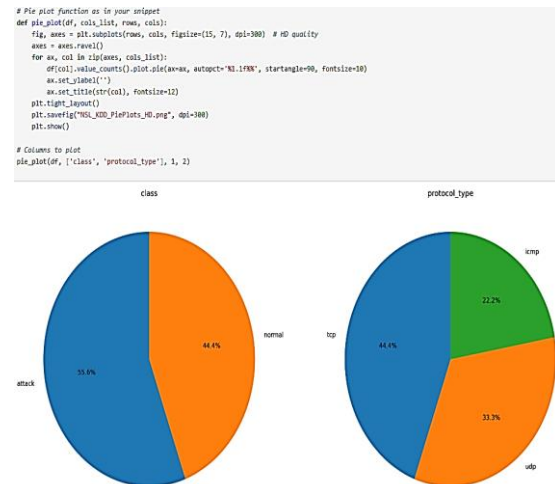 # Pie plot function as in your snippet
def pie_plot(df, cols_list, rows, cols):
    fig, axes = plt.subplots(rows, cols, figsize=(15, 7), dpi=300)  # HD quality
    axes = axes.ravel()
    for ax, col in zip(axes, cols_list):
        df[col].value_counts().plot.pie(ax=ax, autopct='%1.1f%%', startangle=90, fontsize=10)
        ax.set_ylabel('')
        ax.set_title(str(col), fontsize=12)
    plt.tight_layout()
    plt.savefig("NSL_KDD_PiePlots_HD.png", dpi=300)
    plt.show()
# Columns to plot
pie_plot(df, ['class', 'protocol_type'], 1, 2)
class
protocol_type
icmp
22.2%
normal
44.4%
tcp
44.4%
attack
55.6%
33.3%
udp